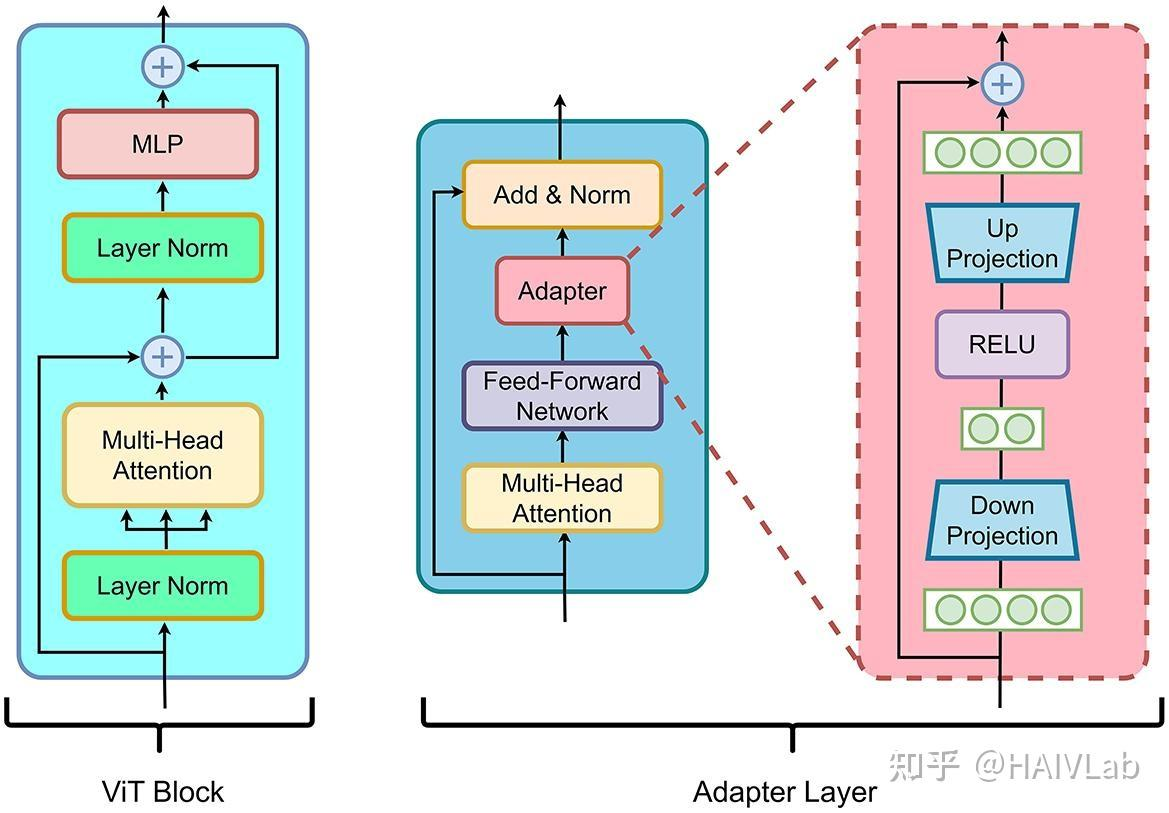 MLP
Layer Norm
Multi-Head
Attention
Layer Norm
ViT Block
Add & Norm
Adapter
Feed-Forward
Network
Multi-Head
Attention
Up
Projection
RELU
Down
Projection
Adapter Layer
知乎 @HAIVLab